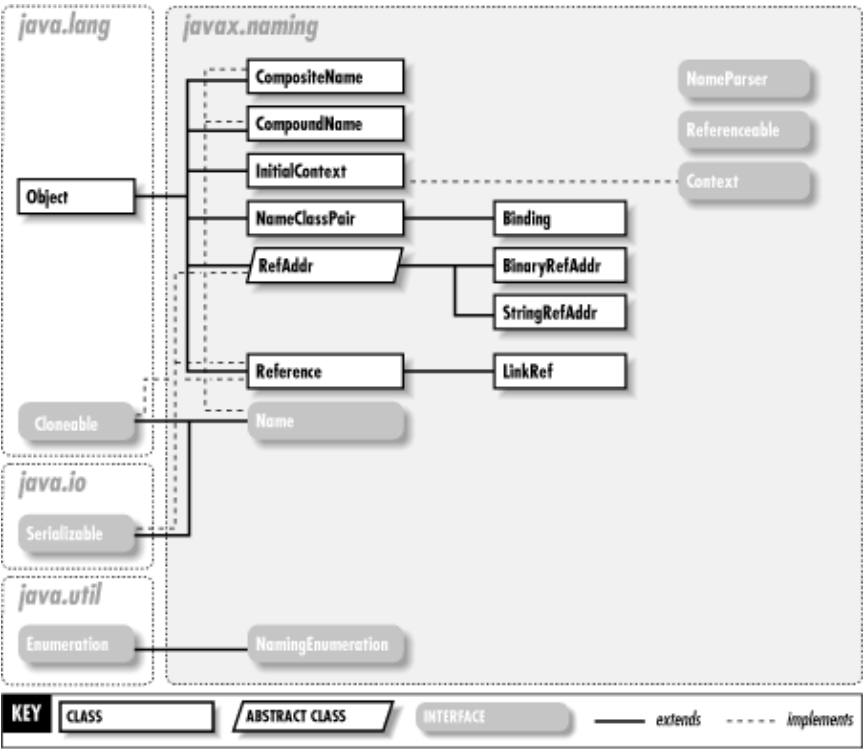 java.lang
javax.naming
CompositeName
NameParser
CompoundName
Referenceable
InitialContext
Context
Object
NameClassPair
Binding
RefAddr
BinaryRefAddr
StringRefAddr
Reference
LinkRef
Cloneable
Name
java.io
Serializable
java.util
Enumeration
NamingEnumeration
KEY
CLASS
ABSTRACT CLASS
INTERFACE
extends
implements